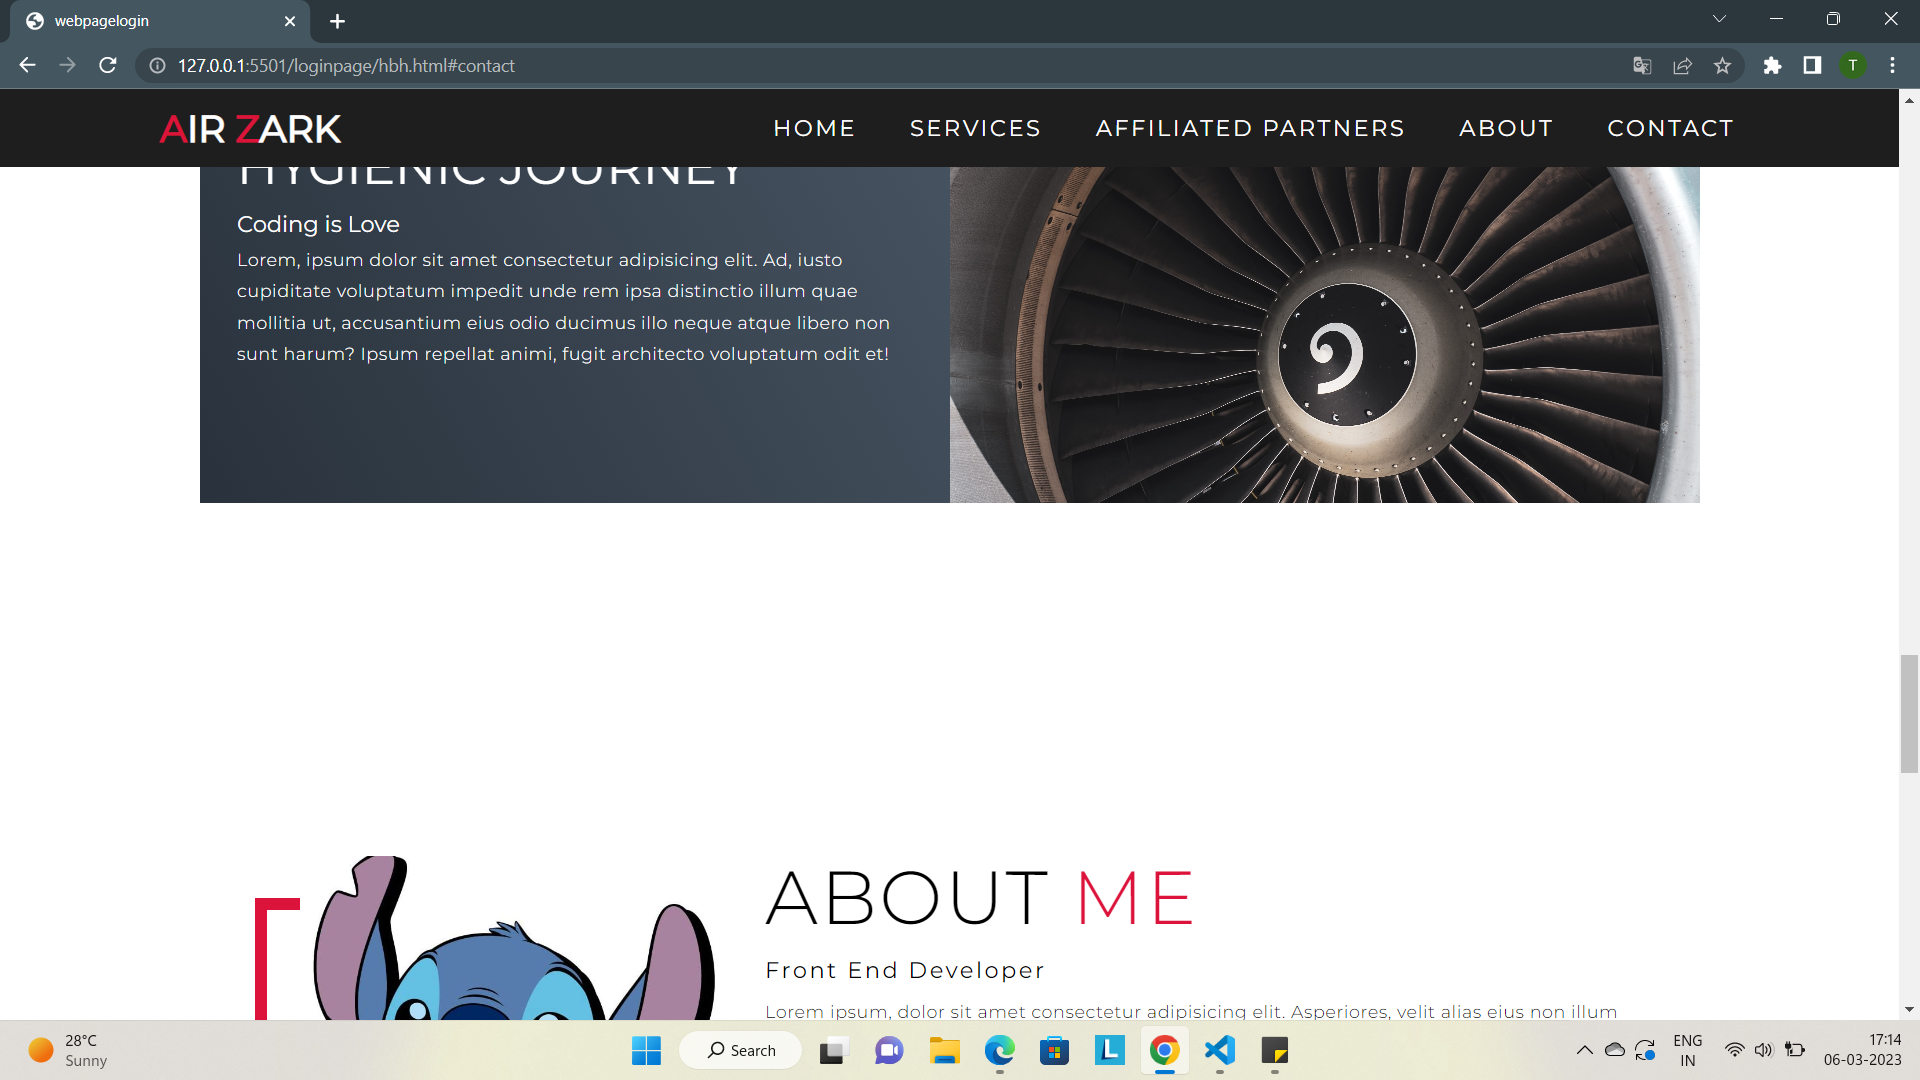 webpagelogin
127.0.0.1:5501/loginpage/hbh.html#contact
T
AIR ZARK
HOME
SERVICES
AFFILIATED PARTNERS
ABOUT
CONTACT
HYGIENIC JOURNEY
Coding is Love
Lorem, ipsum dolor sit amet consectetur adipisicing elit. Ad, iusto
cupiditate voluptatum impedit unde rem ipsa distinctio illum quae
mollitia ut, accusantium eius odio ducimus illo neque atque libero non
sunt harum? Ipsum repellat animi, fugit architecto voluptatum odit et!
ABOUT ME
Front End Developer
Lorem ipsum, dolor sit amet consectetur adipisicing elit. Asperiores, velit alias eius non illum
28°C
Sunny
Search
L
ENG
IN
17:14
06-03-2023